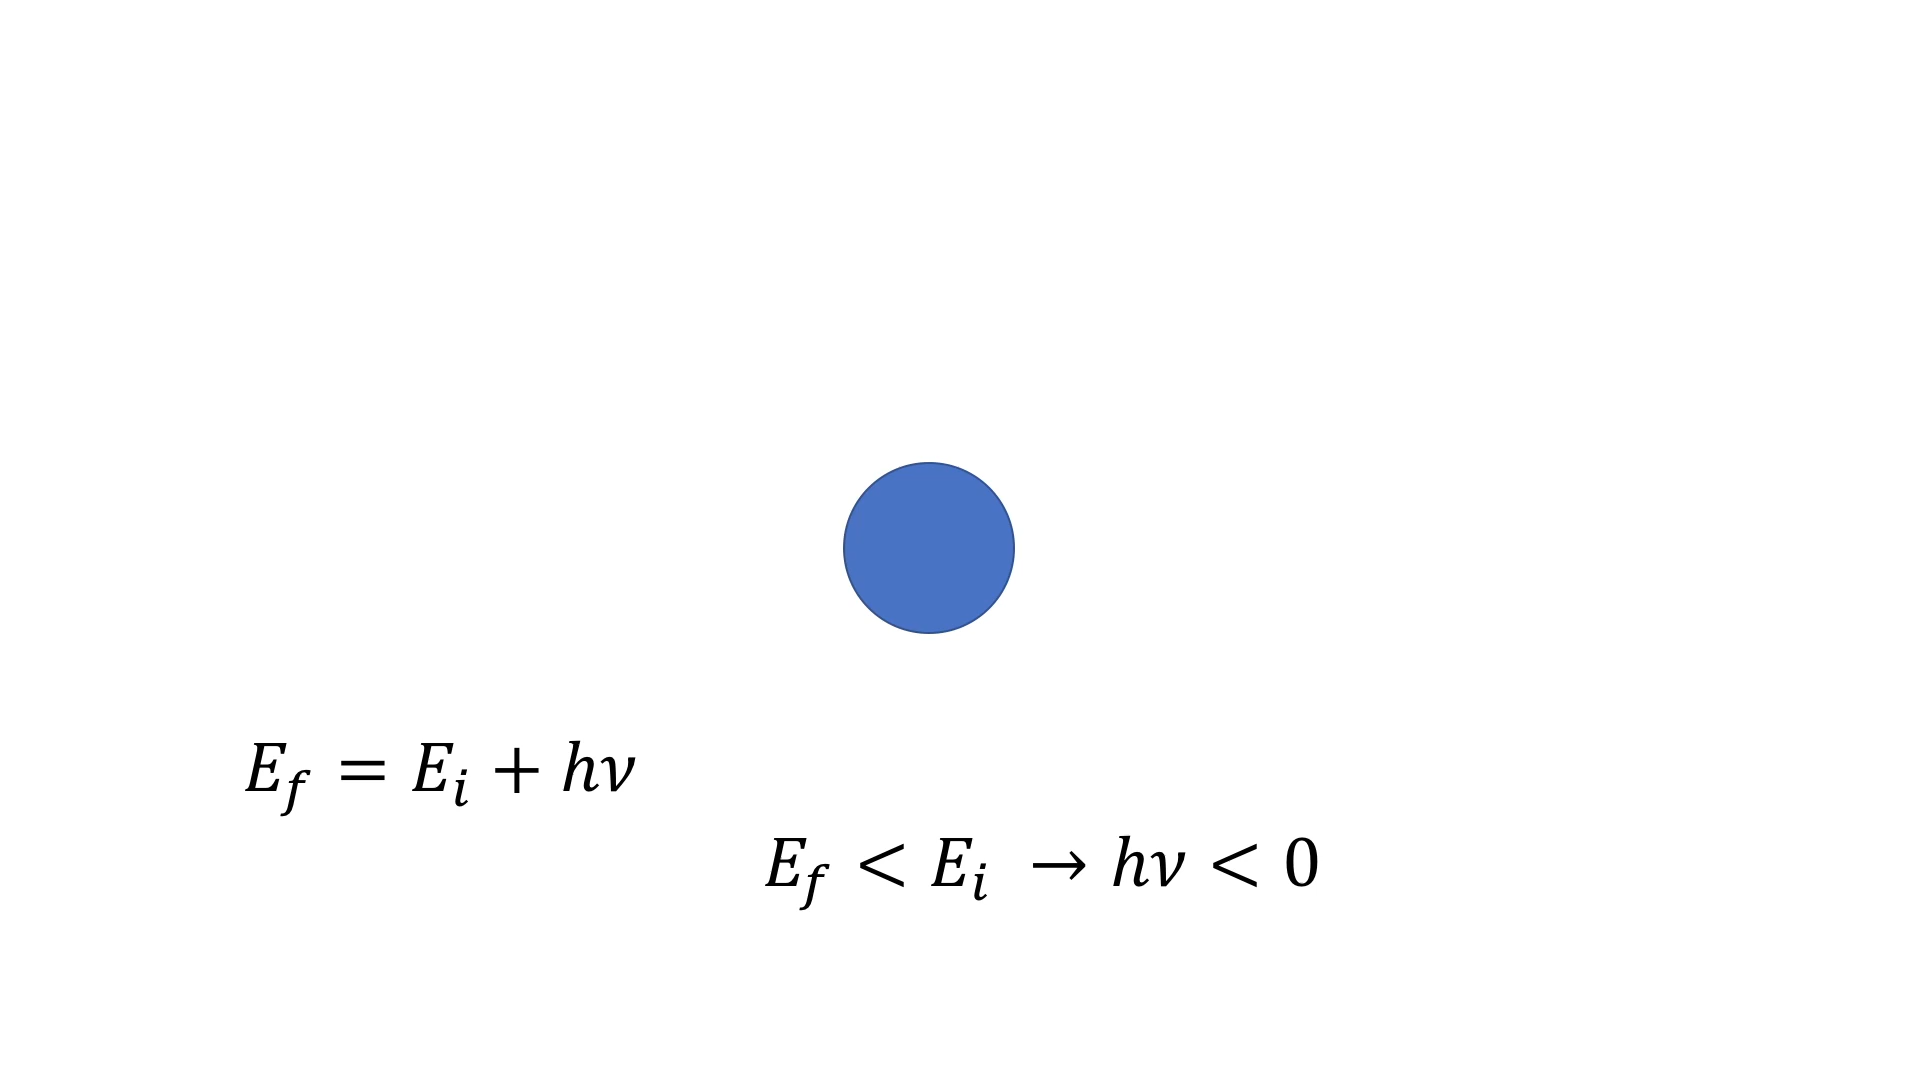 E_f = E_i + hν
E_f < E_i → hν < 0